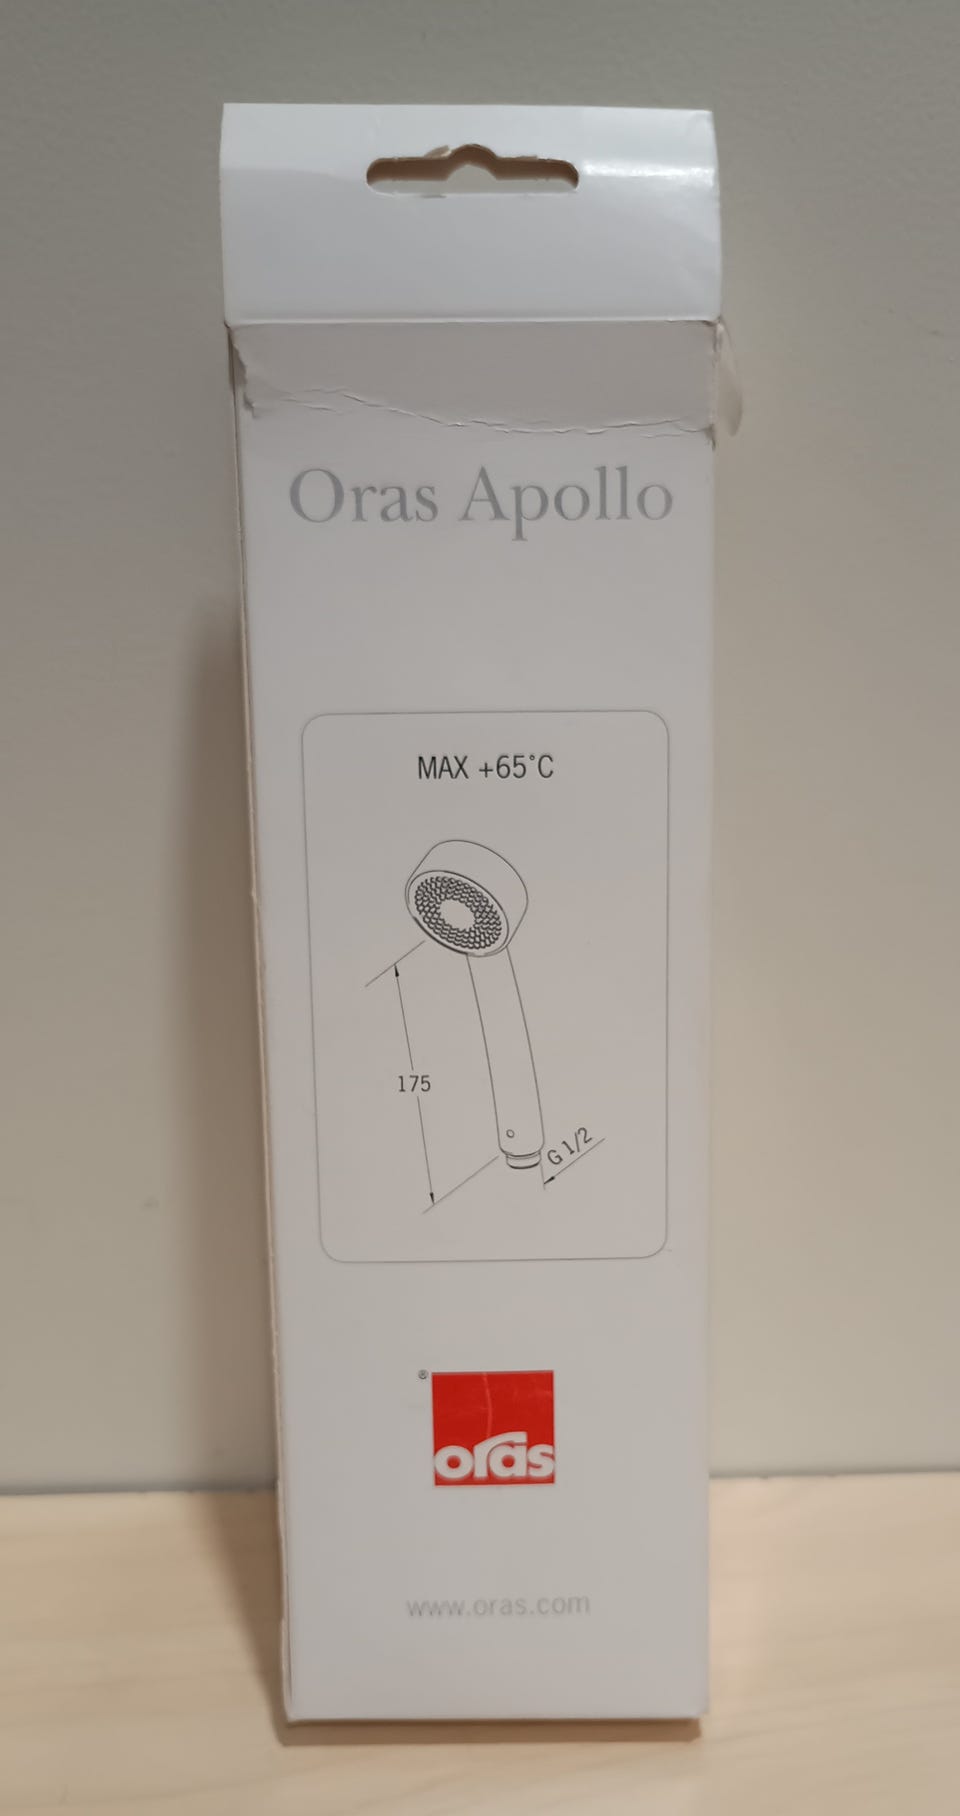 Oras Apollo
MAX +65°C
175
G 1/2
®
oras
www.oras.com